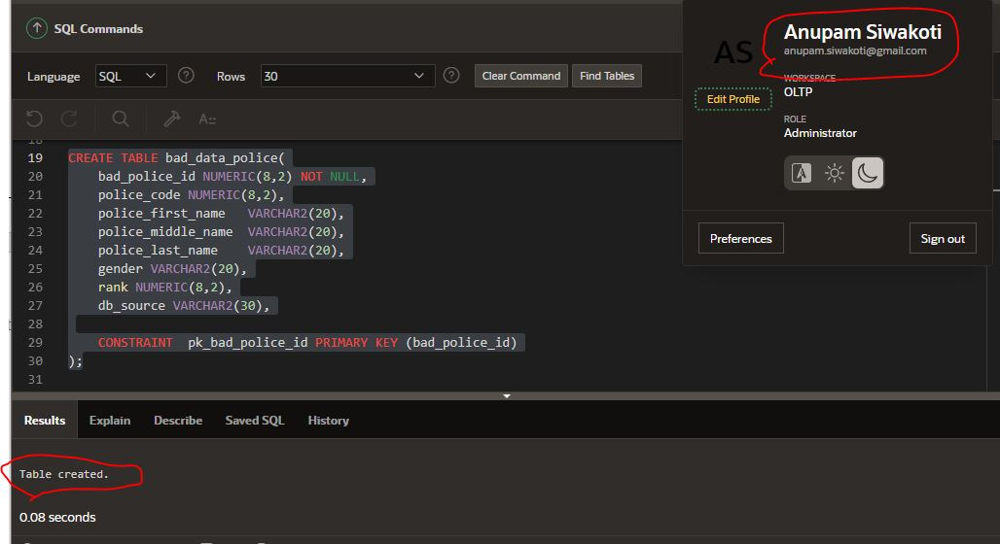 SQL Commands
Anupam Siwakoti
anupam.siwakoti@gmail.com
AS
Edit Profile
WORKSPACE
OLTP
ROLE
Administrator
Preferences
Sign out
Language SQL Rows 30 Clear Command Find Tables
A
18
19 CREATE TABLE bad_data_police(
20 bad_police_id NUMERIC(8,2) NOT NULL,
21 police_code NUMERIC(8,2),
22 police_first_name VARCHAR2(20),
23 police_middle_name VARCHAR2(20),
24 police_last_name VARCHAR2(20),
25 gender VARCHAR2(20),
26 rank NUMERIC(8,2),
27 db_source VARCHAR2(30),
28
29 CONSTRAINT pk_bad_police_id PRIMARY KEY (bad_police_id)
30 );
31
Results Explain Describe Saved SQL History
Table created.
0.08 seconds